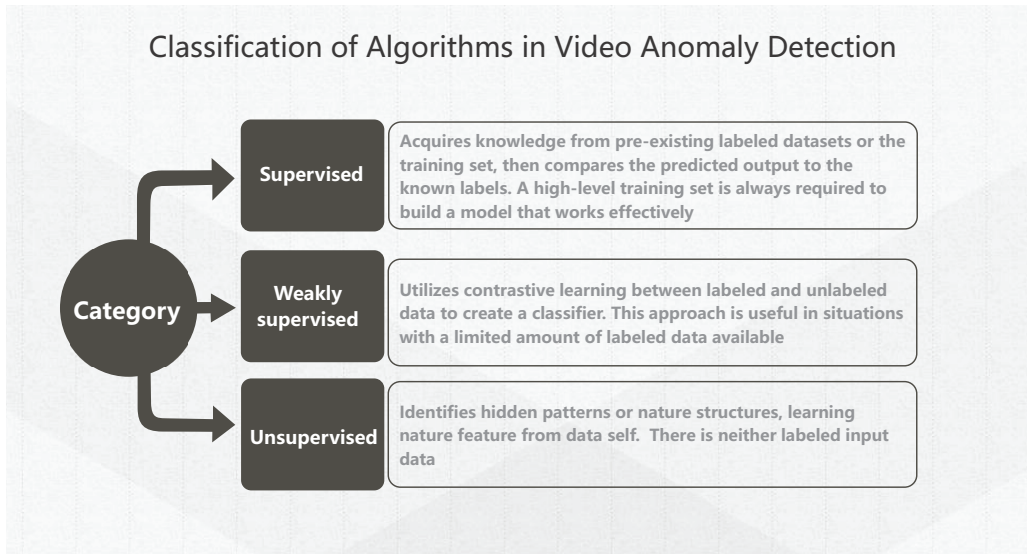 Classification of Algorithms in Video Anomaly Detection
Category
Supervised
Acquires knowledge from pre-existing labeled datasets or the
training set, then compares the predicted output to the
known labels. A high-level training set is always required to
build a model that works effectively
Weakly
supervised
Utilizes contrastive learning between labeled and unlabeled
data to create a classifier. This approach is useful in situations
with a limited amount of labeled data available
Unsupervised
Identifies hidden patterns or nature structures, learning
nature feature from data self.  There is neither labeled input
data